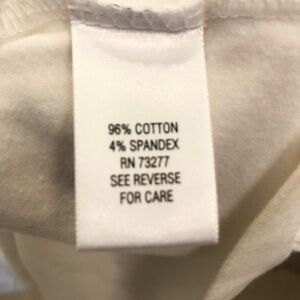 96% COTTON
4% SPANDEX
RN 73277
SEE REVERSE
FOR CARE